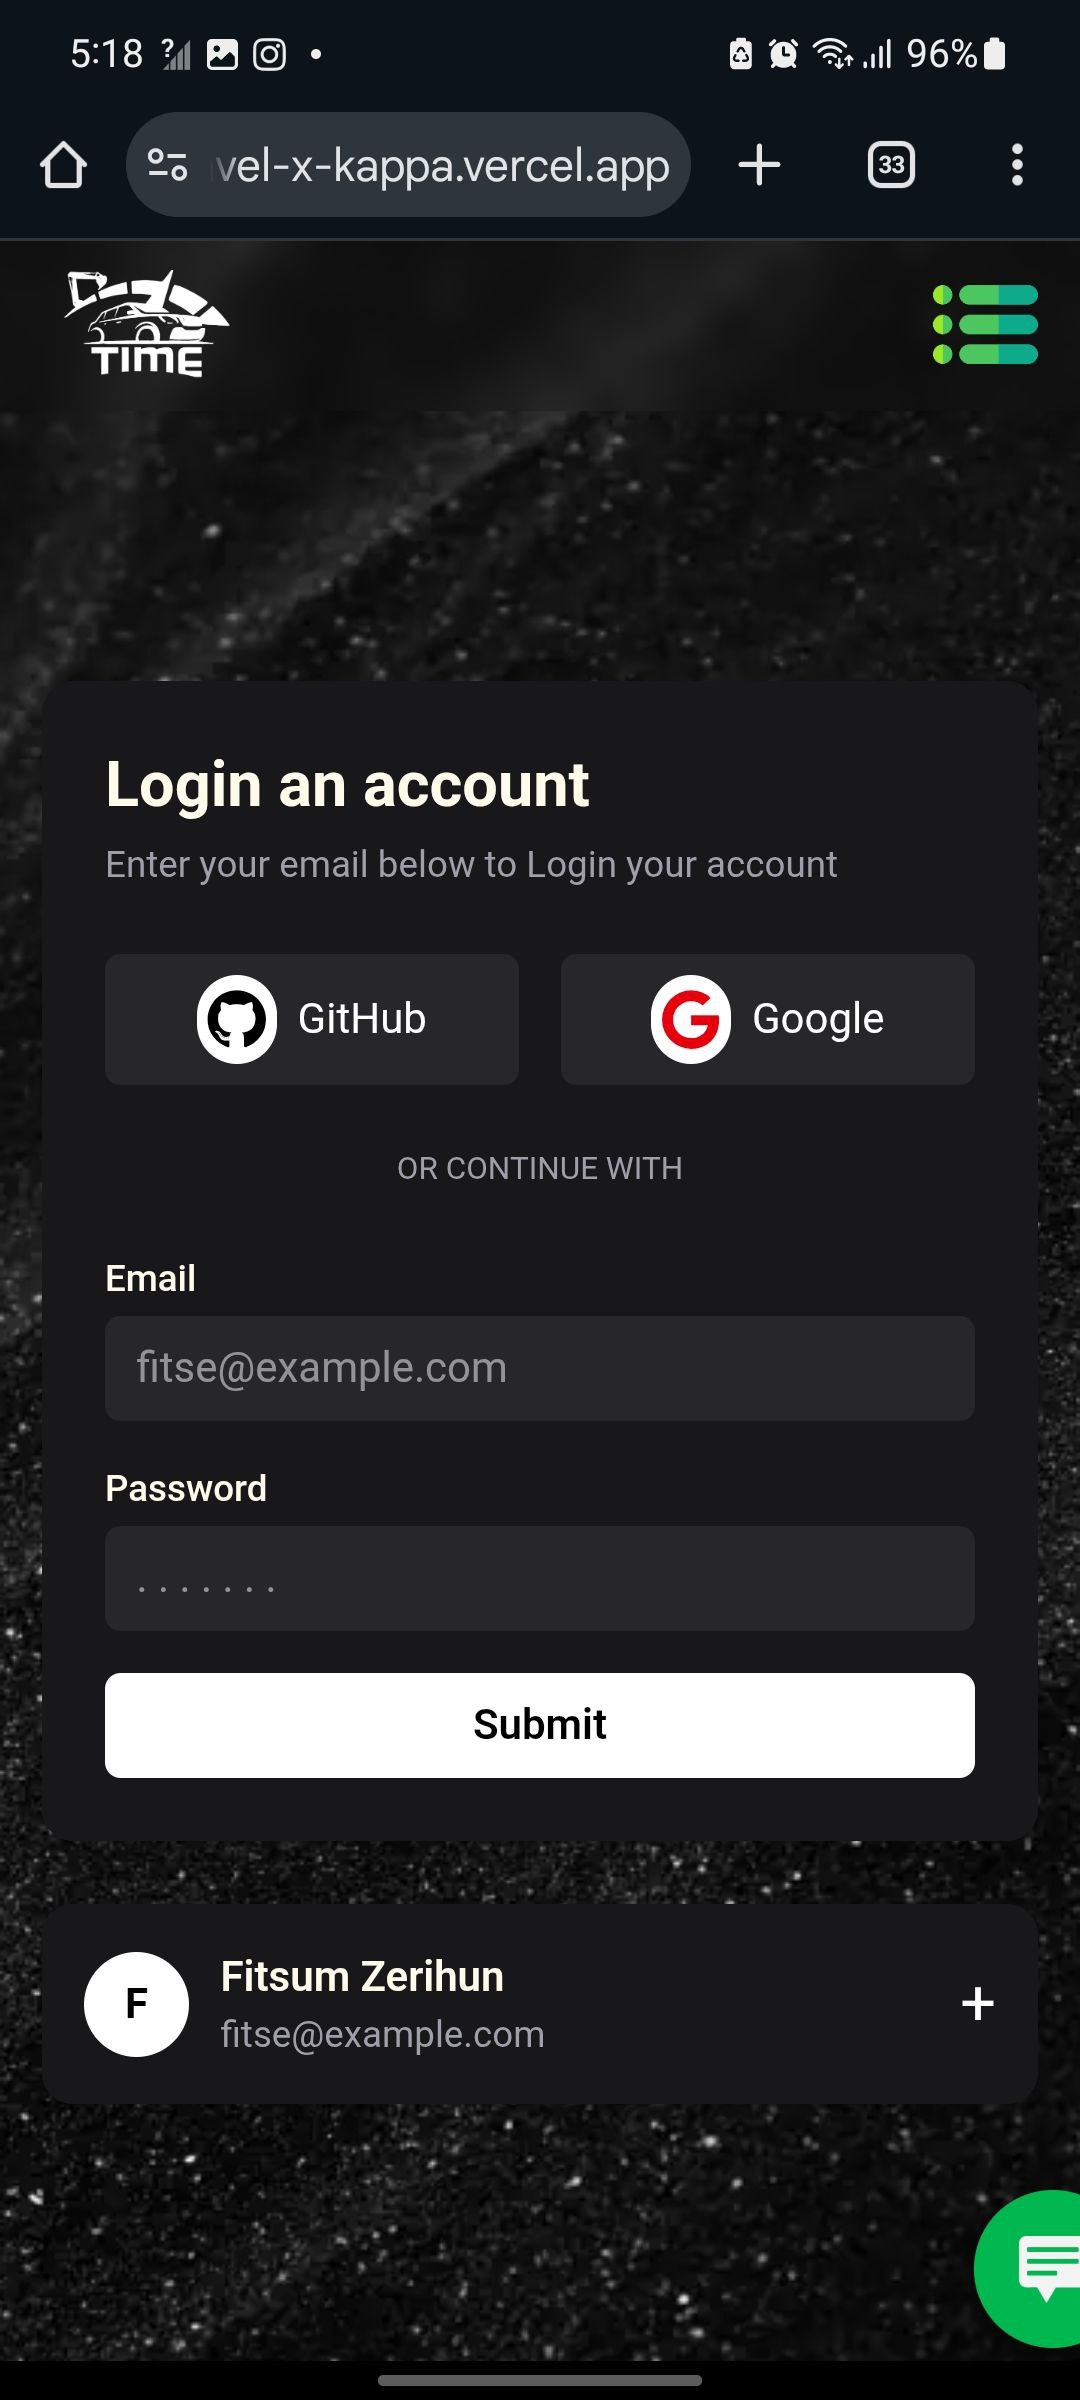 5:18
96%
vel-x-kappa.vercel.app
33
TIME
Login an account
Enter your email below to Login your account
GitHub
Google
OR CONTINUE WITH
Email
fitse@example.com
Password
.......
Submit
F
Fitsum Zerihun
fitse@example.com
+